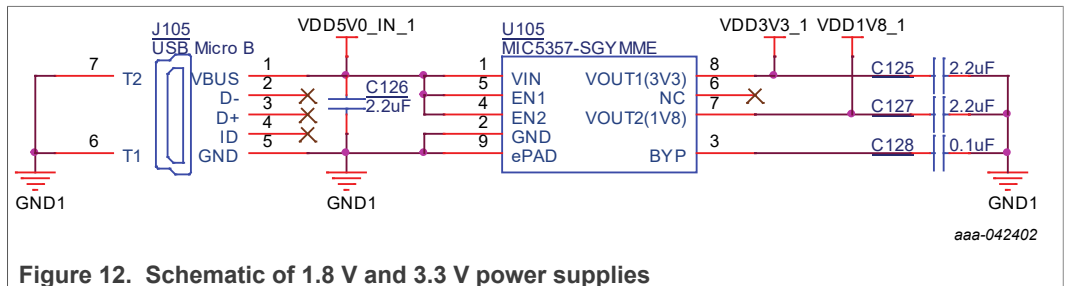 J105
USB Micro B
VDD5V0_IN_1
U105
MIC5357-SGYMME
VDD3V3_1
VDD1V8_1
7
T2
VBUS
1
D-
2
D+
3
ID
4
GND
5
6
T1
C126
2.2uF
1
VIN
VOUT1(3V3)
8
5
EN1
NC
6
4
EN2
VOUT2(1V8)
7
2
GND
9
ePAD
BYP
3
C125
2.2uF
C127
2.2uF
C128
0.1uF
GND1
GND1
GND1
aaa-042402
Figure 12. Schematic of 1.8 V and 3.3 V power supplies